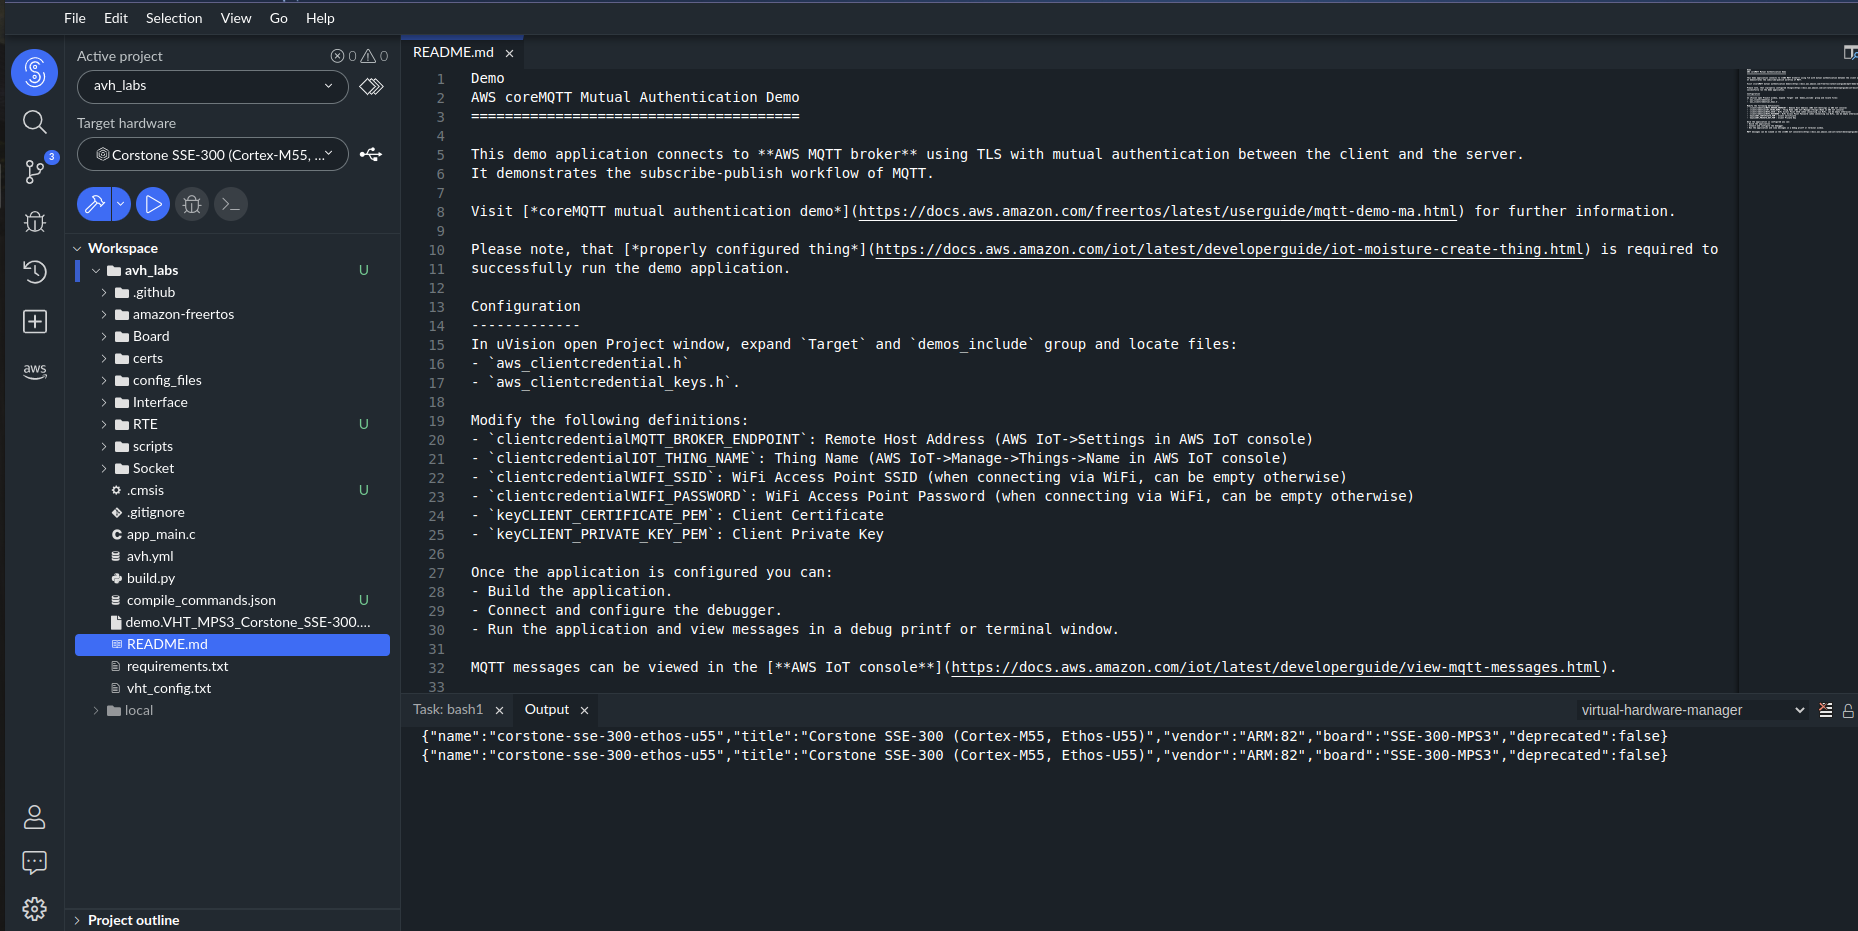 File Edit Selection View Go Help
Active project 0 0
avh_labs
Target hardware
Corstone SSE-300 (Cortex-M55, ...
3
aws
Workspace
avh_labs U
.github
amazon-freertos
Board
certs
config_files
Interface
RTE U
scripts
Socket
.cmsis U
.gitignore
app_main.c
avh.yml
build.py
compile_commands.json U
demo.VHT_MPS3_Corstone_SSE-300....
README.md
requirements.txt
vht_config.txt
local
Project outline
README.md
1 Demo
2 AWS coreMQTT Mutual Authentication Demo
3 =======================================
4
5 This demo application connects to **AWS MQTT broker** using TLS with mutual authentication between the client and the server.
6 It demonstrates the subscribe-publish workflow of MQTT.
7
8 Visit [*coreMQTT mutual authentication demo*](https://docs.aws.amazon.com/freertos/latest/userguide/mqtt-demo-ma.html) for further information.
9
10 Please note, that [*properly configured thing*](https://docs.aws.amazon.com/iot/latest/developerguide/iot-moisture-create-thing.html) is required to
11 successfully run the demo application.
12
13 Configuration
14 -------------
15 In uVision open Project window, expand `Target` and `demos_include` group and locate files:
16 - `aws_clientcredential.h`
17 - `aws_clientcredential_keys.h`.
18
19 Modify the following definitions:
20 - `clientcredentialMQTT_BROKER_ENDPOINT`: Remote Host Address (AWS IoT->Settings in AWS IoT console)
21 - `clientcredentialIOT_THING_NAME`: Thing Name (AWS IoT->Manage->Things->Name in AWS IoT console)
22 - `clientcredentialWIFI_SSID`: WiFi Access Point SSID (when connecting via WiFi, can be empty otherwise)
23 - `clientcredentialWIFI_PASSWORD`: WiFi Access Point Password (when connecting via WiFi, can be empty otherwise)
24 - `keyCLIENT_CERTIFICATE_PEM`: Client Certificate
25 - `keyCLIENT_PRIVATE_KEY_PEM`: Client Private Key
26
27 Once the application is configured you can:
28 - Build the application.
29 - Connect and configure the debugger.
30 - Run the application and view messages in a debug printf or terminal window.
31
32 MQTT messages can be viewed in the [**AWS IoT console**](https://docs.aws.amazon.com/iot/latest/developerguide/view-mqtt-messages.html).
33
Task: bash1 Output virtual-hardware-manager
{"name":"corstone-sse-300-ethos-u55","title":"Corstone SSE-300 (Cortex-M55, Ethos-U55)","vendor":"ARM:82","board":"SSE-300-MPS3","deprecated":false}
{"name":"corstone-sse-300-ethos-u55","title":"Corstone SSE-300 (Cortex-M55, Ethos-U55)","vendor":"ARM:82","board":"SSE-300-MPS3","deprecated":false}